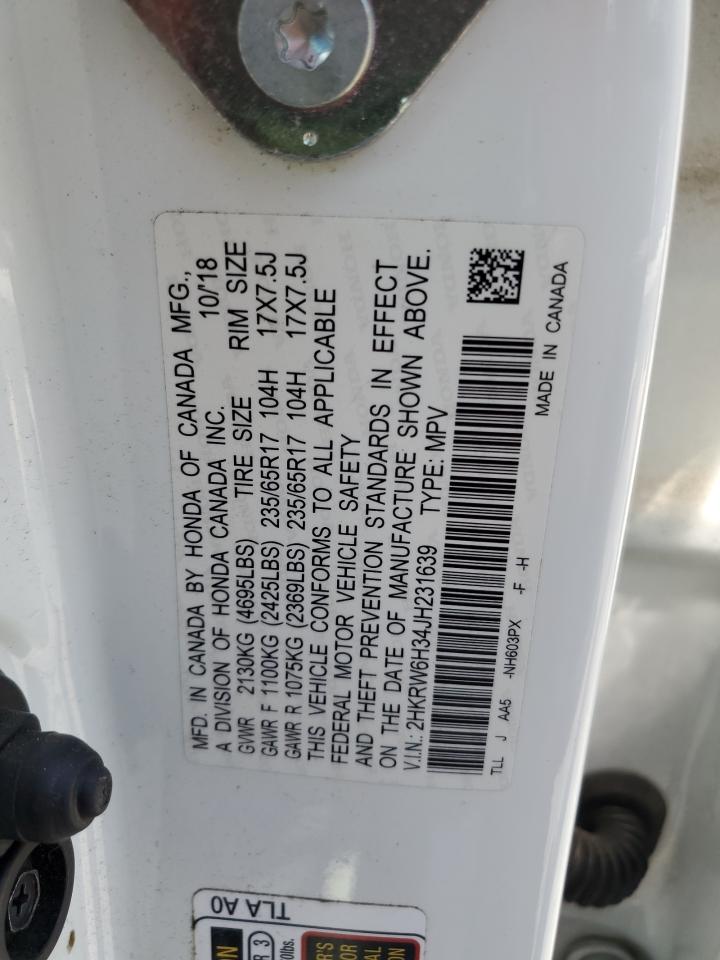 MFD. IN CANADA BY HONDA OF CANADA MFG.,
A DIVISION OF HONDA CANADA INC. 10/'18
GVWR 2130KG (4695LBS) TIRE SIZE RIM SIZE
GAWR F 1100KG (2425LBS) 235/65R17 104H 17X7.5J
GAWR R 1075KG (2369LBS) 235/65R17 104H 17X7.5J
THIS VEHICLE CONFORMS TO ALL APPLICABLE
FEDERAL MOTOR VEHICLE SAFETY
AND THEFT PREVENTION STANDARDS IN EFFECT
ON THE DATE OF MANUFACTURE SHOWN ABOVE.
V.I.N.: 2HKRW6H34JH231639 TYPE: MPV
TLL J AA5 -NH603PX -F -H
MADE IN CANADA
TLA A0